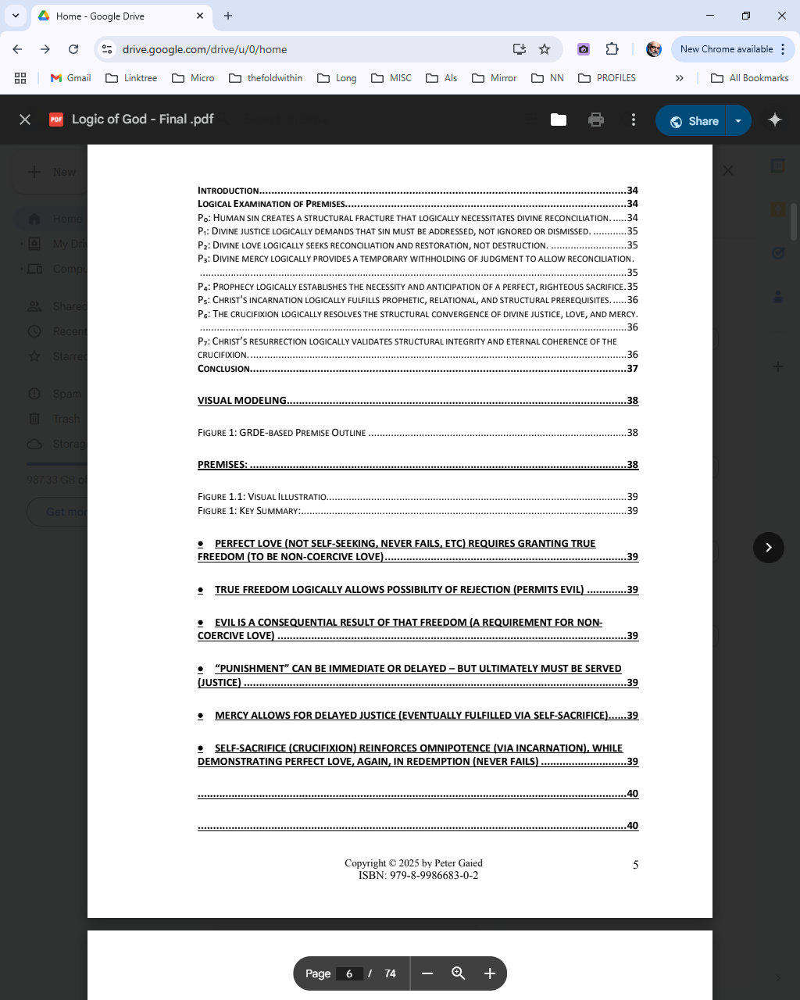 Home - Google Drive
drive.google.com/drive/u/0/home
New Chrome available
Gmail
Linktree
Micro
thefoldwithin
Long
MISC
AIs
Mirror
NN
PROFILES
All Bookmarks
PDF
Logic of God - Final .pdf
Share
New
Home
My Driv
Compu
Shared
Recent
Starred
Spam
Trash
Storag
987.33 GB of
Get mor
INTRODUCTION....................34
LOGICAL EXAMINATION OF PREMISES....................34
P₀: HUMAN SIN CREATES A STRUCTURAL FRACTURE THAT LOGICALLY NECESSITATES DIVINE RECONCILIATION......34
P₁: DIVINE JUSTICE LOGICALLY DEMANDS THAT SIN MUST BE ADDRESSED, NOT IGNORED OR DISMISSED. ............35
P₂: DIVINE LOVE LOGICALLY SEEKS RECONCILIATION AND RESTORATION, NOT DESTRUCTION. ....................35
P₃: DIVINE MERCY LOGICALLY PROVIDES A TEMPORARY WITHHOLDING OF JUDGMENT TO ALLOW RECONCILIATION.
....................35
P₄: PROPHECY LOGICALLY ESTABLISHES THE NECESSITY AND ANTICIPATION OF A PERFECT, RIGHTEOUS SACRIFICE. 35
P₅: CHRIST'S INCARNATION LOGICALLY FULFILLS PROPHETIC, RELATIONAL, AND STRUCTURAL PREREQUISITES. .....36
P₆: THE CRUCIFIXION LOGICALLY RESOLVES THE STRUCTURAL CONVERGENCE OF DIVINE JUSTICE, LOVE, AND MERCY.
....................36
P₇: CHRIST'S RESURRECTION LOGICALLY VALIDATES STRUCTURAL INTEGRITY AND ETERNAL COHERENCE OF THE
CRUCIFIXION. ....................36
CONCLUSION....................37
VISUAL MODELING....................38
FIGURE 1: GRDE-BASED PREMISE OUTLINE ....................38
PREMISES: ....................38
FIGURE 1.1: VISUAL ILLUSTRATIO....................39
FIGURE 1: KEY SUMMARY:....................39
• PERFECT LOVE (NOT SELF-SEEKING, NEVER FAILS, ETC) REQUIRES GRANTING TRUE
FREEDOM (TO BE NON-COERCIVE LOVE)....................39
• TRUE FREEDOM LOGICALLY ALLOWS POSSIBILITY OF REJECTION (PERMITS EVIL) .............39
• EVIL IS A CONSEQUENTIAL RESULT OF THAT FREEDOM (A REQUIREMENT FOR NON-
COERCIVE LOVE) ....................39
• “PUNISHMENT” CAN BE IMMEDIATE OR DELAYED – BUT ULTIMATELY MUST BE SERVED
(JUSTICE) ....................39
• MERCY ALLOWS FOR DELAYED JUSTICE (EVENTUALLY FULFILLED VIA SELF-SACRIFICE)......39
• SELF-SACRIFICE (CRUCIFIXION) REINFORCES OMNIPOTENCE (VIA INCARNATION), WHILE
DEMONSTRATING PERFECT LOVE, AGAIN, IN REDEMPTION (NEVER FAILS) ....................39
....................40
....................40
Copyright © 2025 by Peter Gaied
5
ISBN: 979-8-9986683-0-2
Page 6 / 74